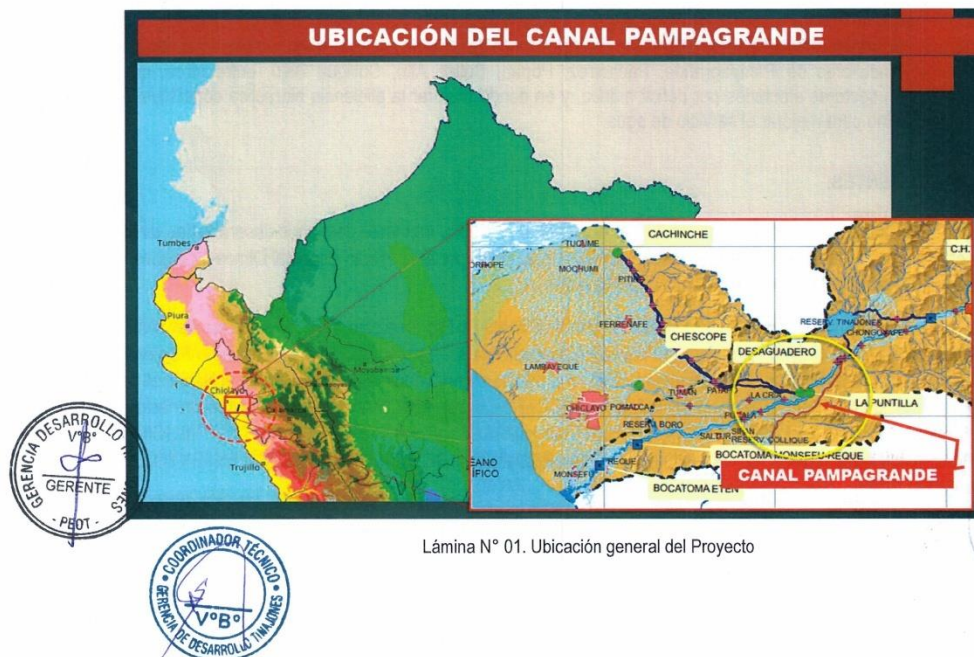 UBICACIÓN DEL CANAL PAMPAGRANDE
Tumbes
Piura
Chiclayo
Trujillo
CACHINCHE
TUCUME
MOCHUMI
FERREÑAFE
LAMBAYEQUE
CHESCOPE
DESAGUADERO
RESERV. TINAJONES
CHONGOYAPE
C.H.
CHICLAYO
POMALCA
TUMAN
LA PUNTILLA
RESERV. BORO
SALTUR
SIPAN
RESERV. COLLIQUE
BOCATOMA MONSEFU-REQUE
REQUE
MONSEFU
BOCATOMA ETEN
CANAL PAMPAGRANDE
GERENCIA DESARROLLO
V°B°
GERENTE
- PEOT -
COORDINADOR TÉCNICO
V°B°
GERENCIA DE DESARROLLO TINAJONES
Lámina N° 01. Ubicación general del Proyecto